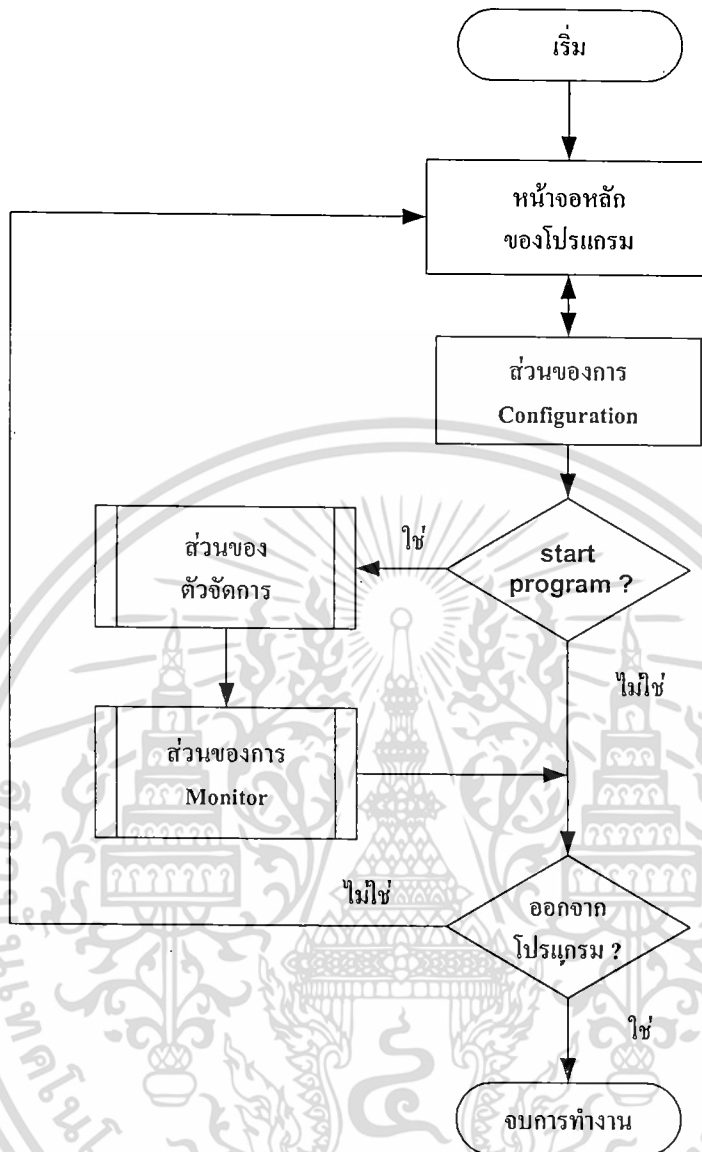 เริ่ม
หน้าจอหลัก
ของโปรแกรม
ส่วนของการ
Configuration
start
program ?
ใช่
ส่วนของ
ตัวจัดการ
ไม่ใช่
ส่วนของการ
Monitor
ออกจาก
โปรแกรม ?
ไม่ใช่
ใช่
จบการทำงาน